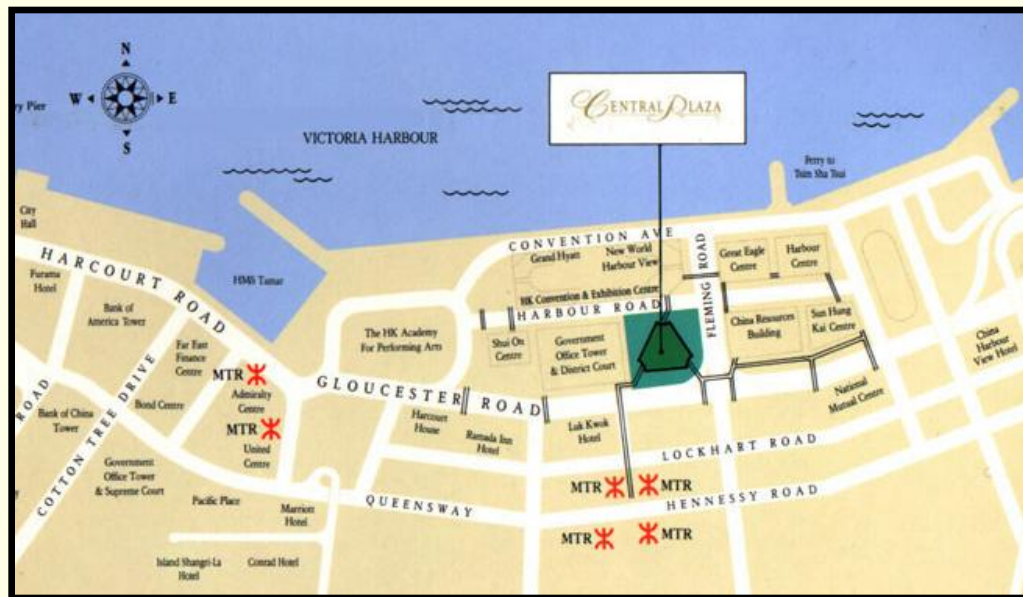 N
W
E
S
ry Pier
VICTORIA HARBOUR
CENTRAL PLAZA
Ferry to
Tsim Sha Tsui
City
Hall
HARCOURT ROAD
Furama
Hotel
HMS Tamar
Bank of
America Tower
Far East
Finance
Centre
CONVENTION AVE
Grand Hyatt
New World
Harbour View
HK Convention & Exhibition Centre
HARBOUR ROAD
FLEMING ROAD
Great Eagle
Centre
Harbour
Centre
The HK Academy
For Performing Arts
Shui On
Centre
Government
Office Tower
& District Court
China Resources
Building
Sun Hung
Kai Centre
China
Harbour
View Hotel
MTR
Admiralty
Centre
MTR
United
Centre
GLOUCESTER ROAD
National
Mutual Centre
ROAD
COTTON TREE DRIVE
Bond Centre
Bank of China
Tower
Harcourt
House
Ramada Inn
Hotel
Luk Kwok
Hotel
LOCKHART ROAD
Government
Office Tower
& Supreme Court
Pacific Place
Marriott
Hotel
QUEENSWAY
MTR
MTR
HENNESSY ROAD
MTR
MTR
Island Shangri-La
Hotel
Conrad Hotel